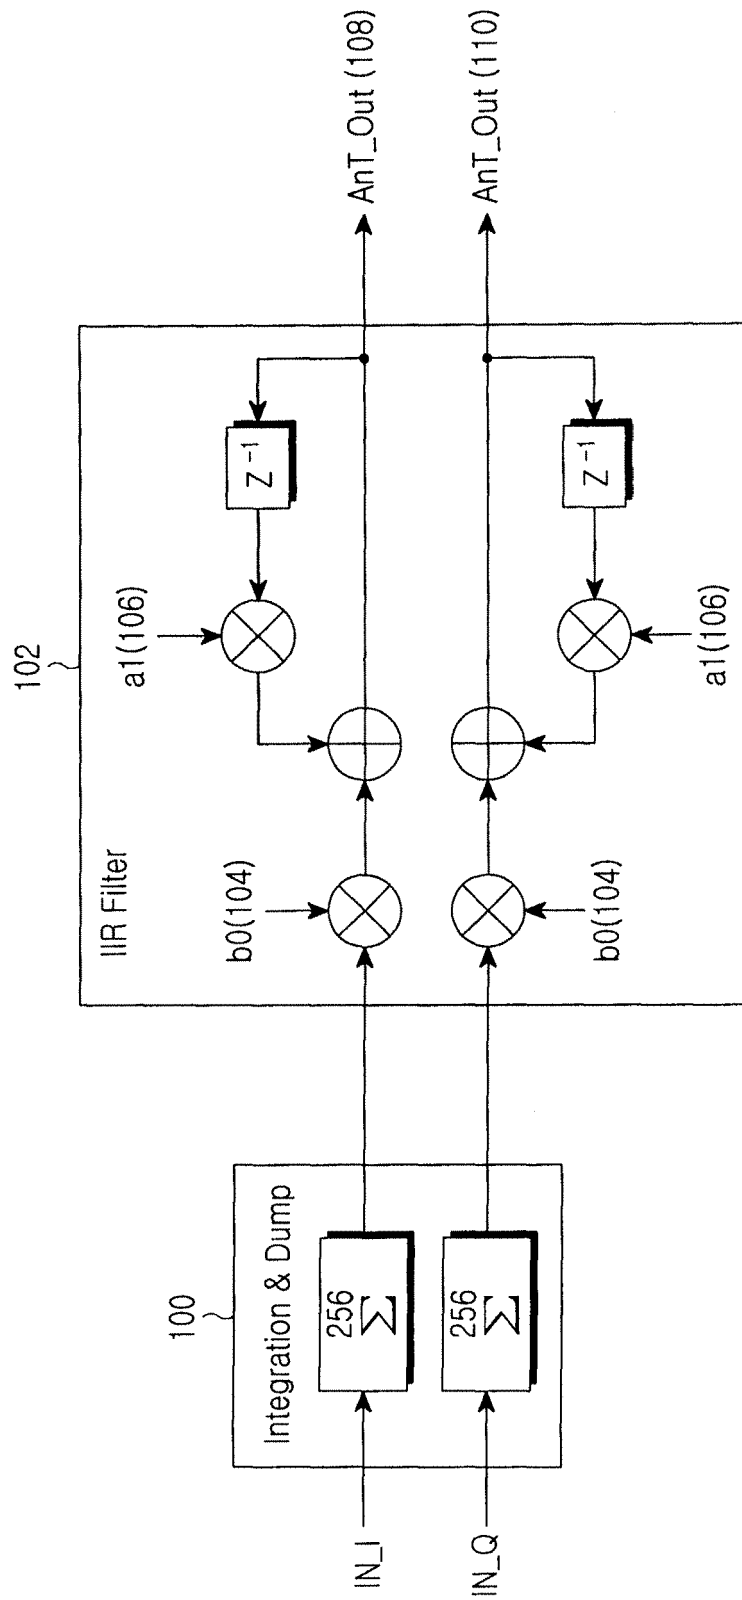 100
Integration & Dump
IN_I
256
Σ
IN_Q
256
Σ
102
IIR Filter
b0(104)
a1(106)
Z⁻¹
AnT_Out (108)
b0(104)
a1(106)
Z⁻¹
AnT_Out (110)